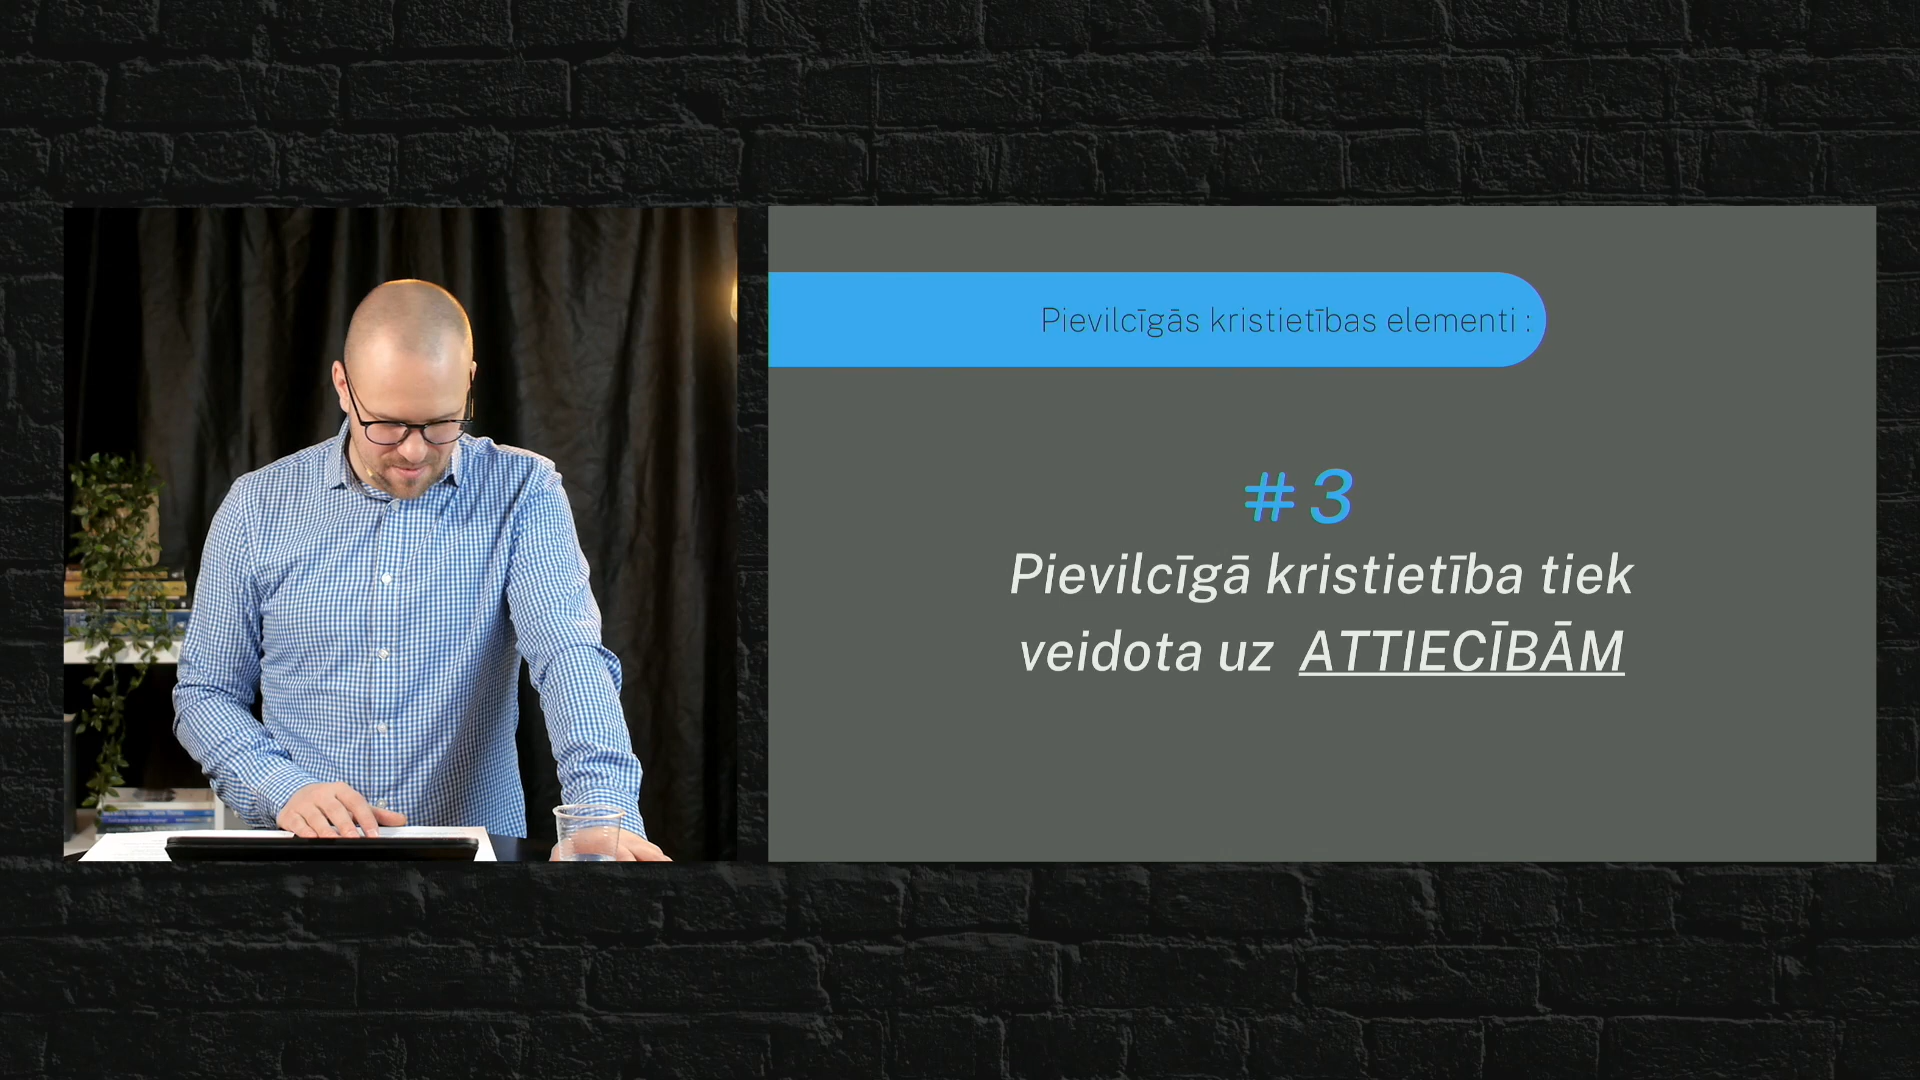 Pievilcīgās kristietības elementi :
# 3
Pievilcīgā kristietība tiek
veidota uz ATTIECĪBĀM